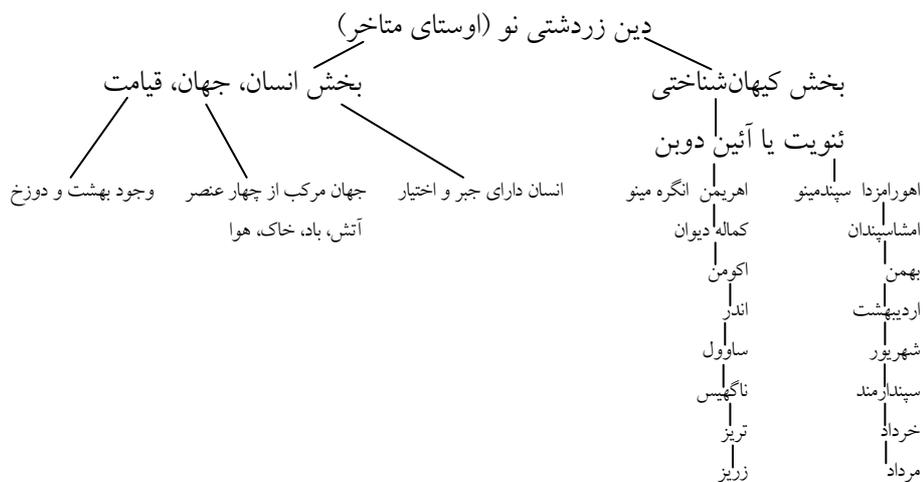 دین زردشتی نو (اوستای متاخر)
بخش کیهان‌شناختی
بخش انسان، جهان، قیامت
ئنویت یا آئین دوبن
اهورامزدا سپندمینو
اهریمن انگره مینو
انسان دارای جبر و اختیار
جهان مرکب از چهار عنصر
وجود بهشت و دوزخ
امشاسپندان
کماله دیوان
آتش، باد، خاک، هوا
بهمن
اکومن
اردیبهشت
اندر
شهریور
ساوول
سپندارمند
ناگهیس
خرداد
تریز
مرداد
زریز